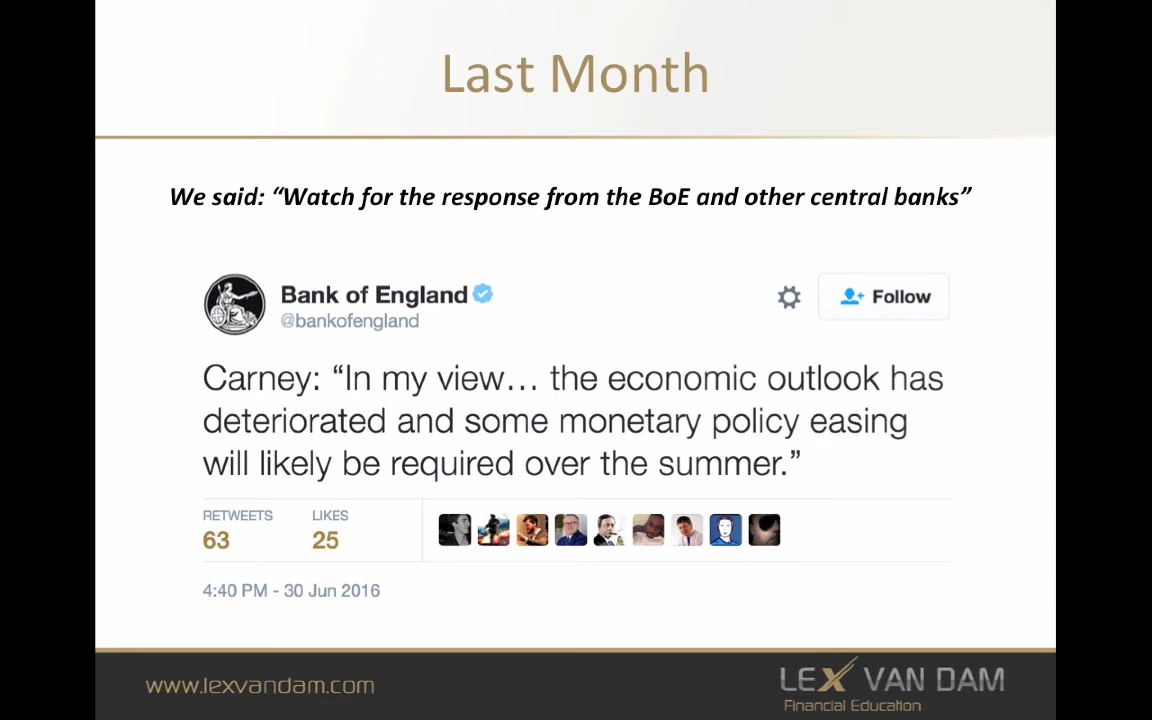 Last Month
We said: “Watch for the response from the BoE and other central banks”
Bank of England
@bankofengland
Follow
Carney: “In my view… the economic outlook has
deteriorated and some monetary policy easing
will likely be required over the summer.”
RETWEETS LIKES
63 25
4:40 PM - 30 Jun 2016
www.lexvandam.com
LEX VAN DAM
Financial Education